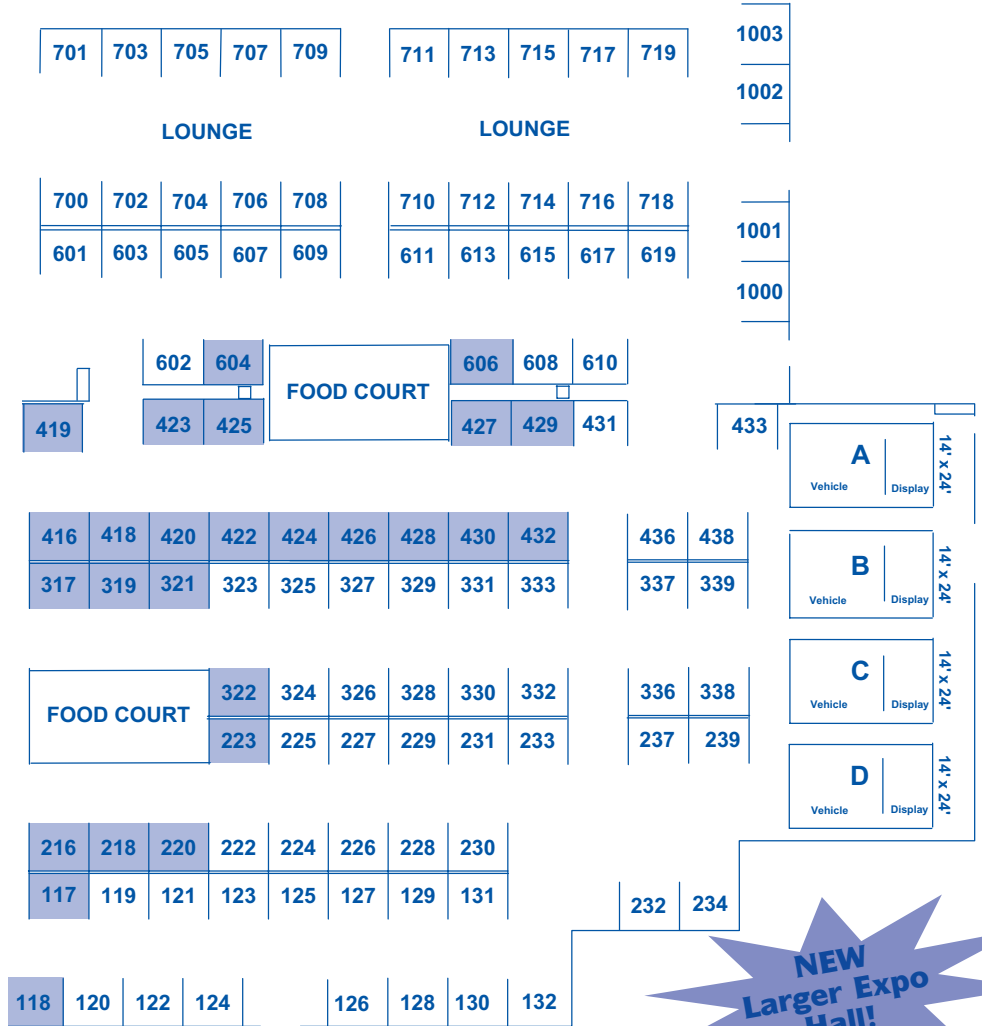 1003
701 703 705 707 709 711 713 715 717 719
1002
LOUNGE LOUNGE
700 702 704 706 708 710 712 714 716 718
1001
601 603 605 607 609 611 613 615 617 619
1000
602 604 606 608 610
FOOD COURT
419 423 425 427 429 431 433
A
14' x 24'
Vehicle Display
416 418 420 422 424 426 428 430 432 436 438
B
14' x 24'
317 319 321 323 325 327 329 331 333 337 339
Vehicle Display
C
14' x 24'
322 324 326 328 330 332 336 338
Vehicle Display
FOOD COURT
223 225 227 229 231 233 237 239
D
14' x 24'
Vehicle Display
216 218 220 222 224 226 228 230
117 119 121 123 125 127 129 131
232 234
118 120 122 124 126 128 130 132
NEW
Larger Expo
Hall!